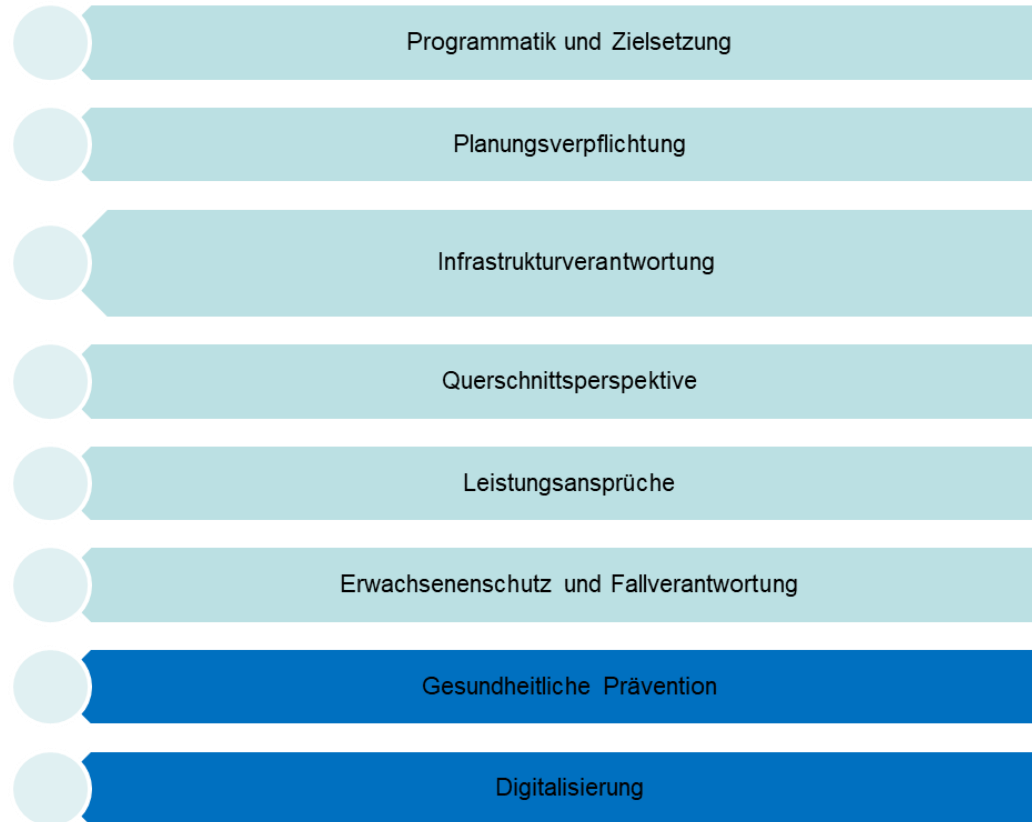 Programmatik und Zielsetzung
Planungsverpflichtung
Infrastrukturverantwortung
Querschnittsperspektive
Leistungsansprüche
Erwachsenenschutz und Fallverantwortung
Gesundheitliche Prävention
Digitalisierung